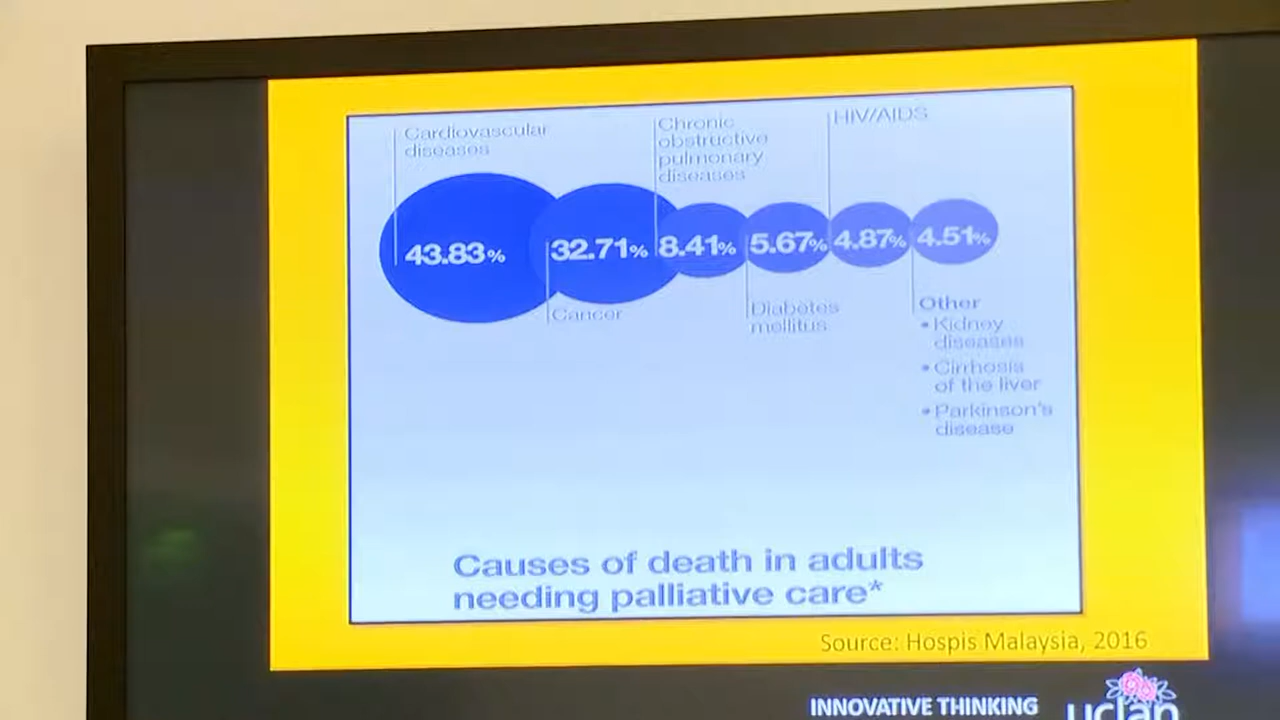 Cardiovascular
diseases
Chronic
obstructive
pulmonary
diseases
HIV/AIDS
43.83%
32.71%
8.41%
5.67%
4.87%
4.51%
Cancer
Diabetes
mellitus
Other
• Kidney
diseases
• Cirrhosis
of the liver
• Parkinson's
disease
Causes of death in adults
needing palliative care*
Source: Hospis Malaysia, 2016
INNOVATIVE THINKING
uclan